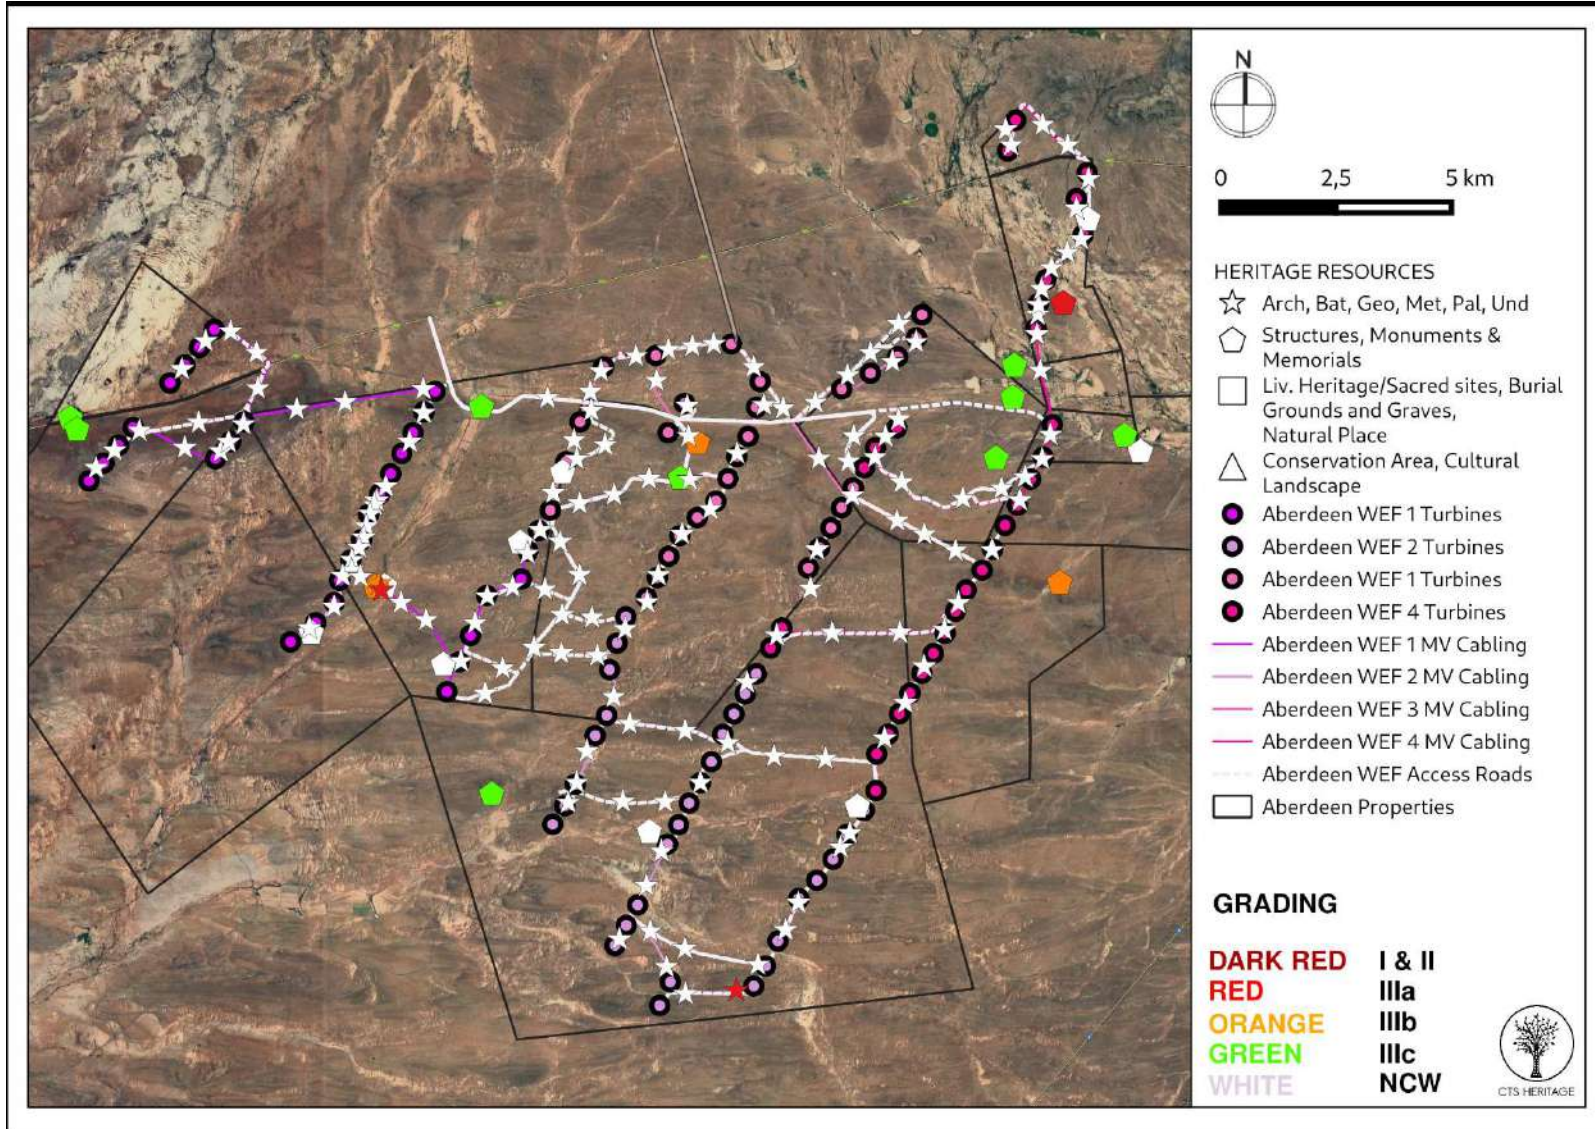 N
0 2,5 5 km
HERITAGE RESOURCES
Arch, Bat, Geo, Met, Pal, Und
Structures, Monuments &
Memorials
Liv. Heritage/Sacred sites, Burial
Grounds and Graves,
Natural Place
Conservation Area, Cultural
Landscape
Aberdeen WEF 1 Turbines
Aberdeen WEF 2 Turbines
Aberdeen WEF 1 Turbines
Aberdeen WEF 4 Turbines
Aberdeen WEF 1 MV Cabling
Aberdeen WEF 2 MV Cabling
Aberdeen WEF 3 MV Cabling
Aberdeen WEF 4 MV Cabling
Aberdeen WEF Access Roads
Aberdeen Properties
GRADING
DARK RED I & II
RED IIIa
ORANGE IIIb
GREEN IIIc
WHITE NCW
CTS HERITAGE